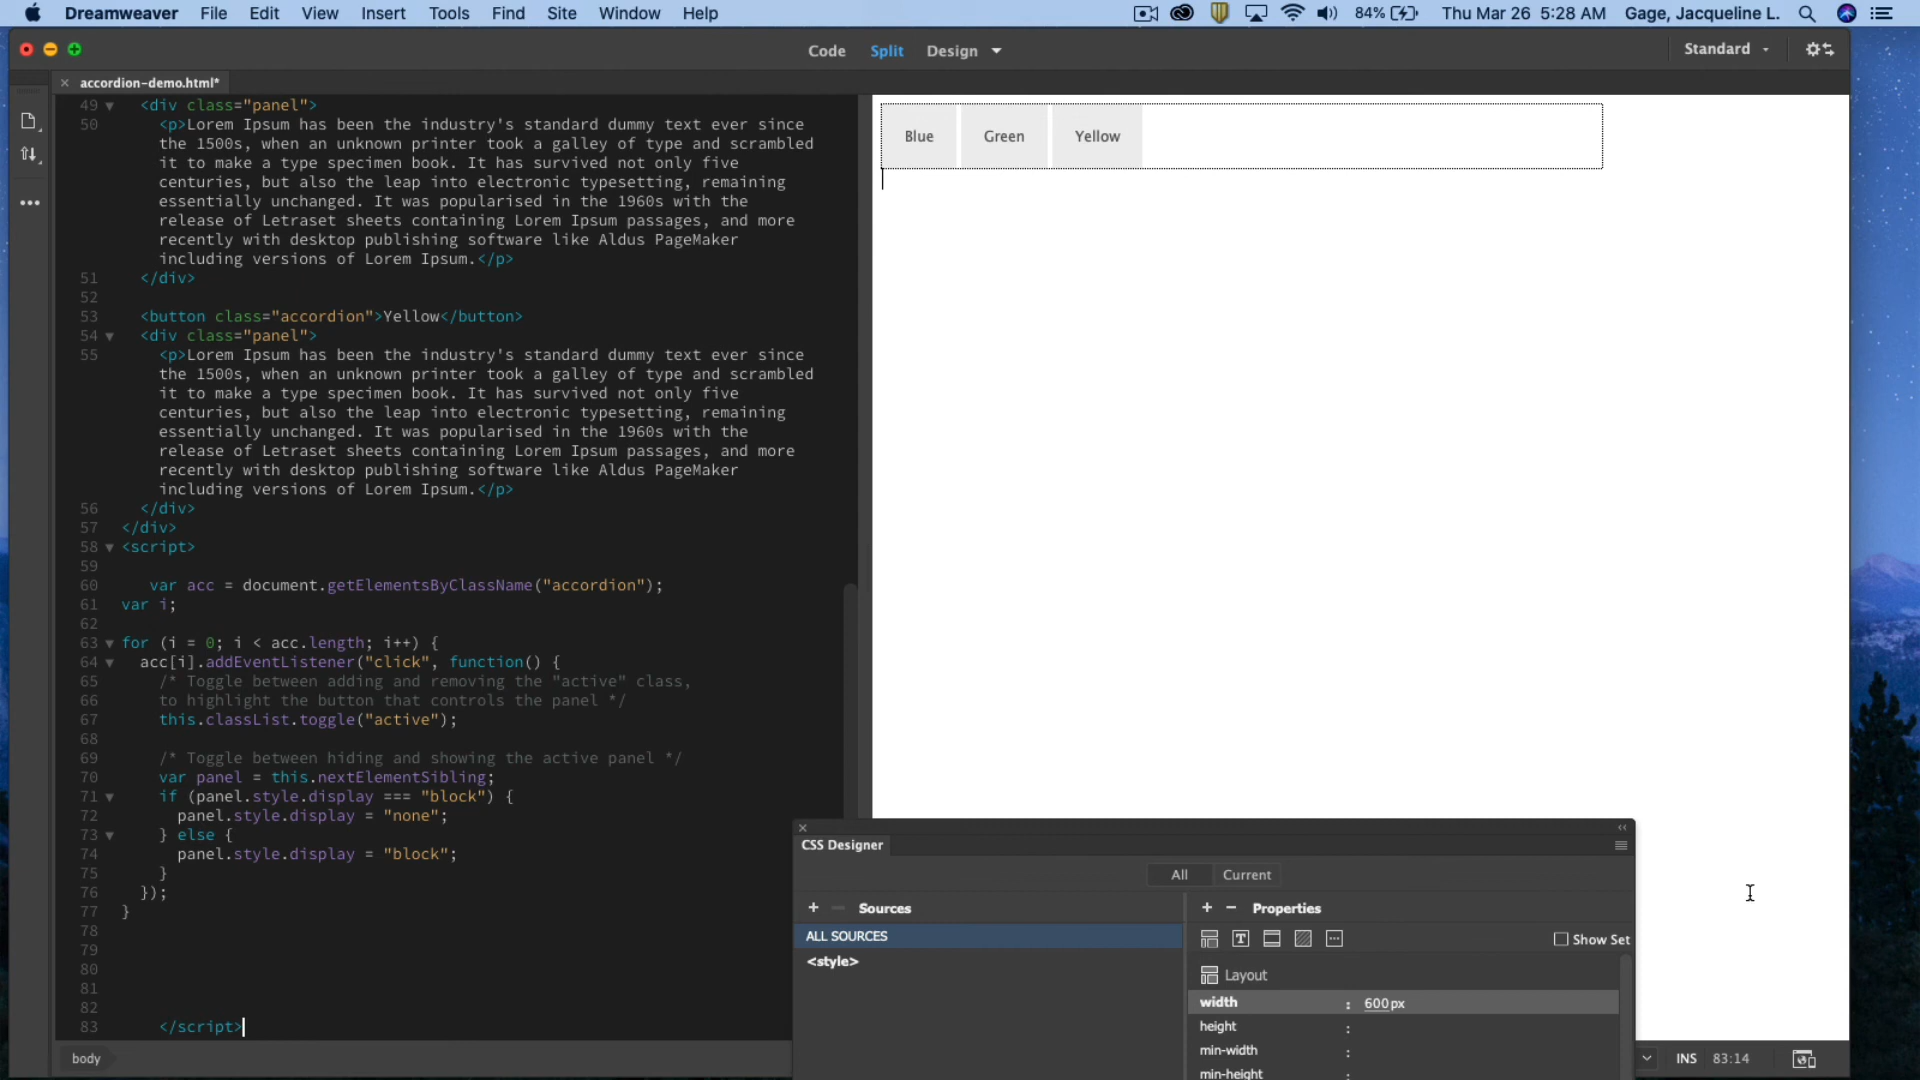 Dreamweaver File Edit View Insert Tools Find Site Window Help 84% Thu Mar 26 5:28 AM Gage, Jacqueline L.
Code Split Design Standard
accordion-demo.html*
49 <div class="panel">
50 <p>Lorem Ipsum has been the industry's standard dummy text ever since
the 1500s, when an unknown printer took a galley of type and scrambled
it to make a type specimen book. It has survived not only five
centuries, but also the leap into electronic typesetting, remaining
essentially unchanged. It was popularised in the 1960s with the
release of Letraset sheets containing Lorem Ipsum passages, and more
recently with desktop publishing software like Aldus PageMaker
including versions of Lorem Ipsum.</p>
51 </div>
52
53 <button class="accordion">Yellow</button>
54 <div class="panel">
55 <p>Lorem Ipsum has been the industry's standard dummy text ever since
the 1500s, when an unknown printer took a galley of type and scrambled
it to make a type specimen book. It has survived not only five
centuries, but also the leap into electronic typesetting, remaining
essentially unchanged. It was popularised in the 1960s with the
release of Letraset sheets containing Lorem Ipsum passages, and more
recently with desktop publishing software like Aldus PageMaker
including versions of Lorem Ipsum.</p>
56 </div>
57 </div>
58 <script>
59
60 var acc = document.getElementsByClassName("accordion");
61 var i;
62
63 for (i = 0; i < acc.length; i++) {
64 acc[i].addEventListener("click", function() {
65 /* Toggle between adding and removing the "active" class,
66 to highlight the button that controls the panel */
67 this.classList.toggle("active");
68
69 /* Toggle between hiding and showing the active panel */
70 var panel = this.nextElementSibling;
71 if (panel.style.display === "block") {
72 panel.style.display = "none";
73 } else {
74 panel.style.display = "block";
75 }
76 });
77 }
78
79
80
81
82
83 </script>
body
Blue Green Yellow
CSS Designer
All Current
+ − Sources
ALL SOURCES
<style>
+ − Properties
T Show Set
Layout
width : 600px
height :
min-width :
min-height :
INS 83:14